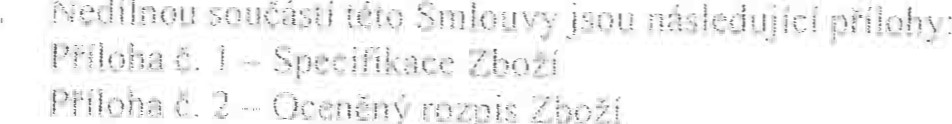 Nedílnou součástí této Smlouvy jsou následující přílohy:
Příloha č. 1 – Specifikace Zboží
Příloha č. 2 – Oceněný rozpis Zboží